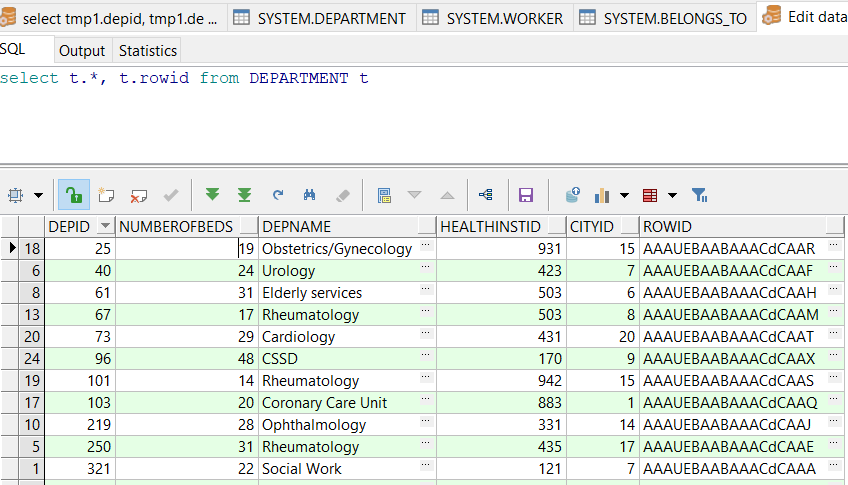 select tmp1.depid, tmp1.de ... SYSTEM.DEPARTMENT SYSTEM.WORKER SYSTEM.BELONGS_TO Edit data
SQL Output Statistics
select t.*, t.rowid from DEPARTMENT t
DEPID NUMBEROFBEDS DEPNAME HEALTHINSTID CITYID ROWID
18 25 19 Obstetrics/Gynecology ... 931 15 AAAUEBAABAAACdCAAR ...
6 40 24 Urology ... 423 7 AAAUEBAABAAACdCAAF ...
8 61 31 Elderly services ... 503 6 AAAUEBAABAAACdCAAH ...
13 67 17 Rheumatology ... 503 8 AAAUEBAABAAACdCAAM ...
20 73 29 Cardiology ... 431 20 AAAUEBAABAAACdCAAT ...
24 96 48 CSSD ... 170 9 AAAUEBAABAAACdCAAX ...
19 101 14 Rheumatology ... 942 15 AAAUEBAABAAACdCAAS ...
17 103 20 Coronary Care Unit ... 883 1 AAAUEBAABAAACdCAAQ ...
10 219 28 Ophthalmology ... 331 14 AAAUEBAABAAACdCAAJ ...
5 250 31 Rheumatology ... 435 17 AAAUEBAABAAACdCAAE ...
1 321 22 Social Work ... 121 7 AAAUEBAABAAACdCAAA ...